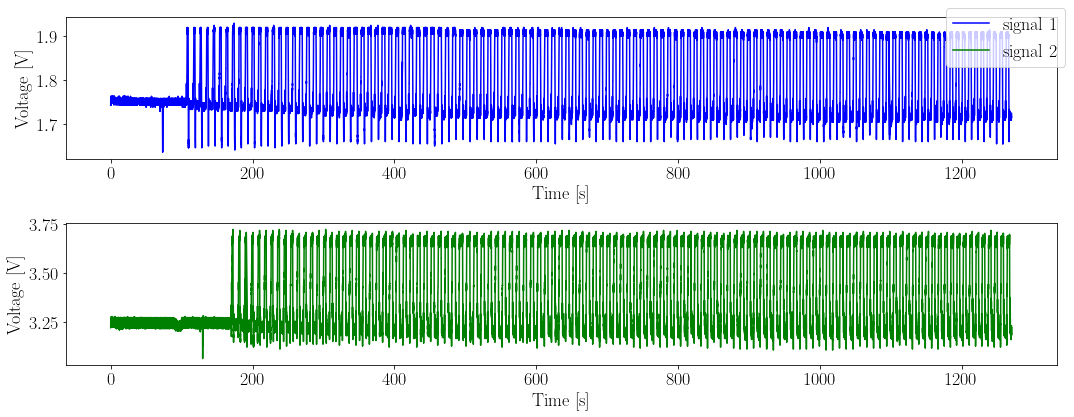 signal 1
signal 2
Voltage [V]
1.9
1.8
1.7
0 200 400 600 800 1000 1200
Time [s]
Voltage [V]
3.75
3.50
3.25
0 200 400 600 800 1000 1200
Time [s]